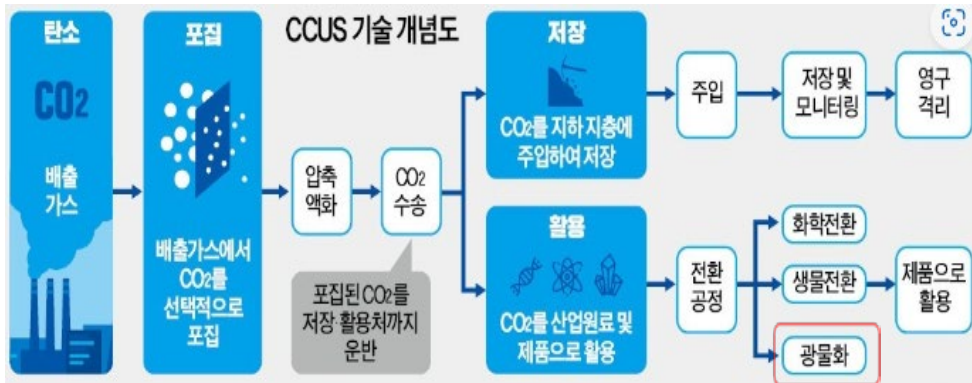 CCUS 기술 개념도
탄소
CO2
배출
가스
포집
배출가스에서
CO2를
선택적으로
포집
압축
액화
CO2
수송
포집된 CO2를
저장·활용처까지
운반
저장
CO2를 지하 지층에
주입하여 저장
주입
저장 및
모니터링
영구
격리
활용
CO2를 산업원료 및
제품으로 활용
전환
공정
화학전환
생물전환
광물화
제품으로
활용